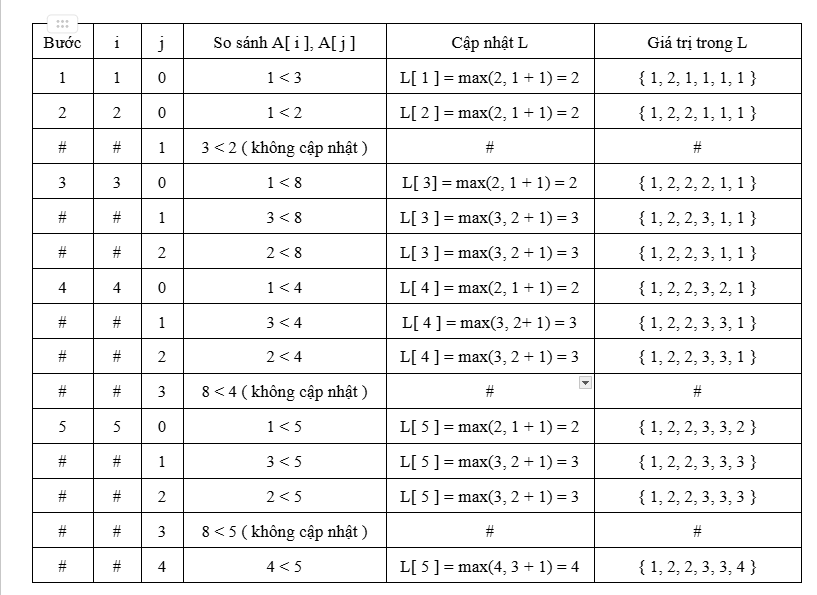 Bước i j So sánh A[ i ], A[ j ] Cập nhật L Giá trị trong L
1 1 0 1 < 3 L[ 1 ] = max(2, 1 + 1) = 2 { 1, 2, 1, 1, 1, 1 }
2 2 0 1 < 2 L[ 2 ] = max(2, 1 + 1) = 2 { 1, 2, 2, 1, 1, 1 }
# # 1 3 < 2 ( không cập nhật ) # #
3 3 0 1 < 8 L[ 3] = max(2, 1 + 1) = 2 { 1, 2, 2, 2, 1, 1 }
# # 1 3 < 8 L[ 3 ] = max(3, 2 + 1) = 3 { 1, 2, 2, 3, 1, 1 }
# # 2 2 < 8 L[ 3 ] = max(3, 2 + 1) = 3 { 1, 2, 2, 3, 1, 1 }
4 4 0 1 < 4 L[ 4 ] = max(2, 1 + 1) = 2 { 1, 2, 2, 3, 2, 1 }
# # 1 3 < 4 L[ 4 ] = max(3, 2+ 1) = 3 { 1, 2, 2, 3, 3, 1 }
# # 2 2 < 4 L[ 4 ] = max(3, 2 + 1) = 3 { 1, 2, 2, 3, 3, 1 }
# # 3 8 < 4 ( không cập nhật ) # #
5 5 0 1 < 5 L[ 5 ] = max(2, 1 + 1) = 2 { 1, 2, 2, 3, 3, 2 }
# # 1 3 < 5 L[ 5 ] = max(3, 2 + 1) = 3 { 1, 2, 2, 3, 3, 3 }
# # 2 2 < 5 L[ 5 ] = max(3, 2 + 1) = 3 { 1, 2, 2, 3, 3, 3 }
# # 3 8 < 5 ( không cập nhật ) # #
# # 4 4 < 5 L[ 5 ] = max(4, 3 + 1) = 4 { 1, 2, 2, 3, 3, 4 }